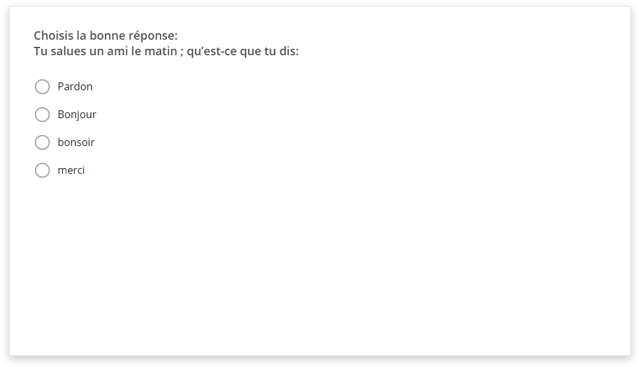 Choisis la bonne réponse:
Tu salues un ami le matin ; qu’est-ce que tu dis:
Pardon
Bonjour
bonsoir
merci